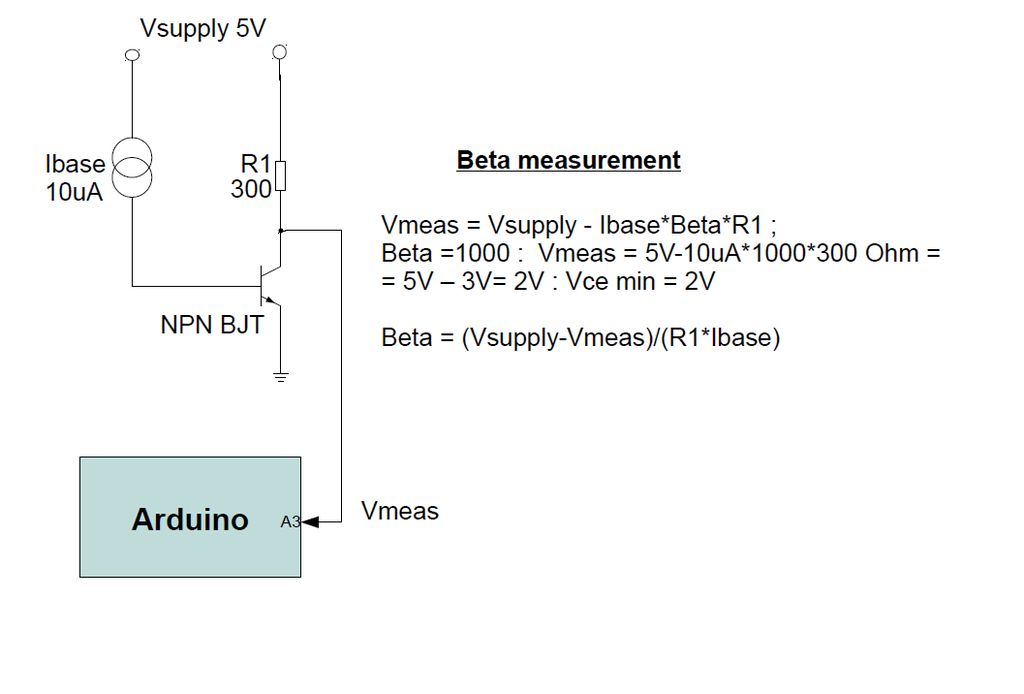 Vsupply 5V
Ibase
10uA
R1
300
NPN BJT
Beta measurement
Vmeas = Vsupply - Ibase*Beta*R1 ;
Beta =1000 :  Vmeas = 5V-10uA*1000*300 Ohm =
= 5V – 3V= 2V : Vce min = 2V
Beta = (Vsupply-Vmeas)/(R1*Ibase)
Arduino
A3
Vmeas